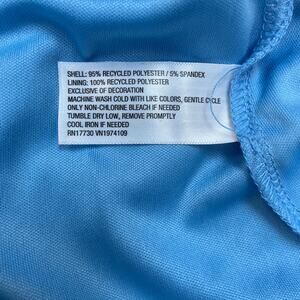 SHELL: 95% RECYCLED POLYESTER / 5% SPANDEX
LINING: 100% RECYCLED POLYESTER
EXCLUSIVE OF DECORATION
MACHINE WASH COLD WITH LIKE COLORS, GENTLE CYCLE
ONLY NON-CHLORINE BLEACH IF NEEDED
TUMBLE DRY LOW, REMOVE PROMPTLY
COOL IRON IF NEEDED
RN17730 VN1974109